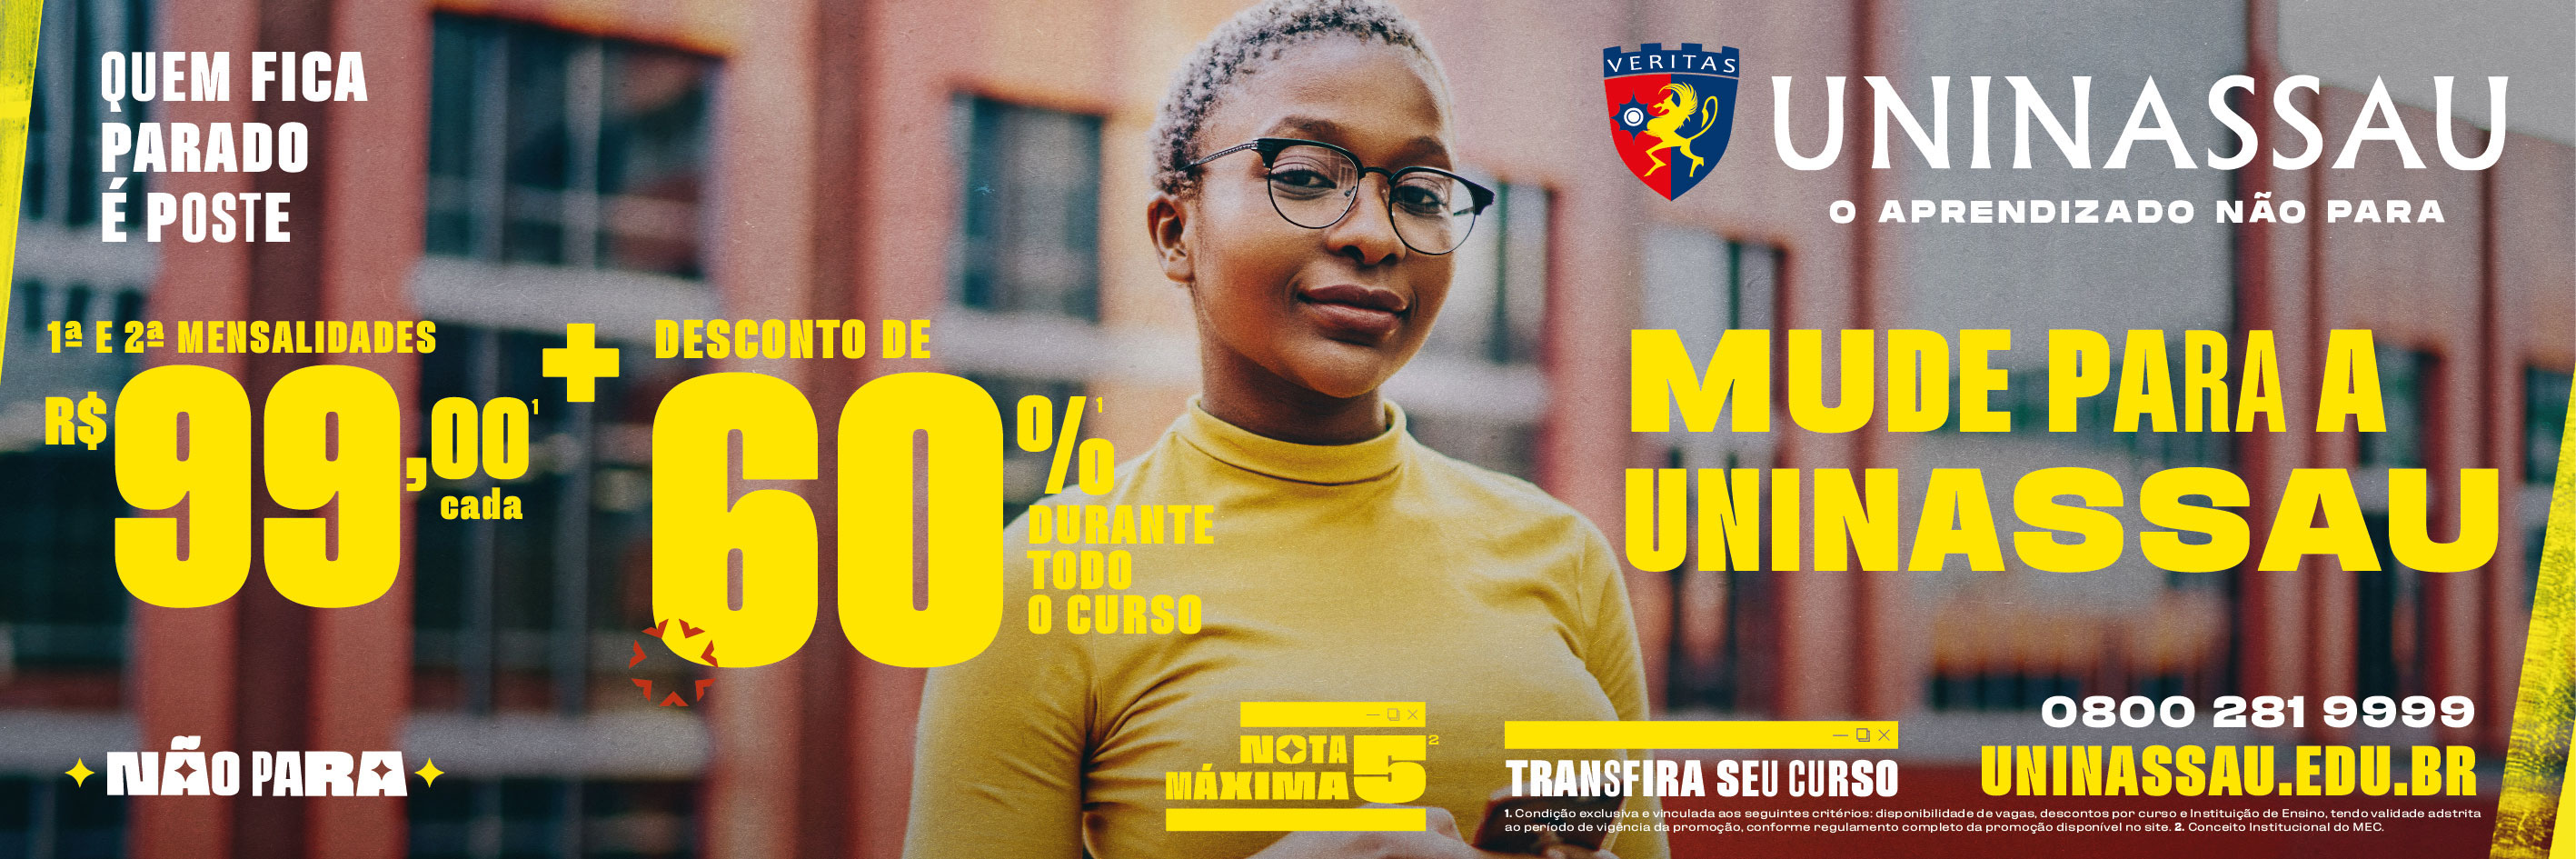 QUEM FICA
PARADO
É POSTE
1ª E 2ª MENSALIDADES
R$99,00¹
cada
+
DESCONTO DE
60%¹
DURANTE
TODO
O CURSO
NÃO PARA
VERITAS
UNINASSAU
O APRENDIZADO NÃO PARA
MUDE PARA A
UNINASSAU
NOTA
MÁXIMA 5²
TRANSFIRA SEU CURSO
0800 281 9999
UNINASSAU.EDU.BR
1. Condição exclusiva e vinculada aos seguintes critérios: disponibilidade de vagas, descontos por curso e Instituição de Ensino, tendo validade adstrita
ao período de vigência da promoção, conforme regulamento completo da promoção disponível no site. 2. Conceito Institucional do MEC.